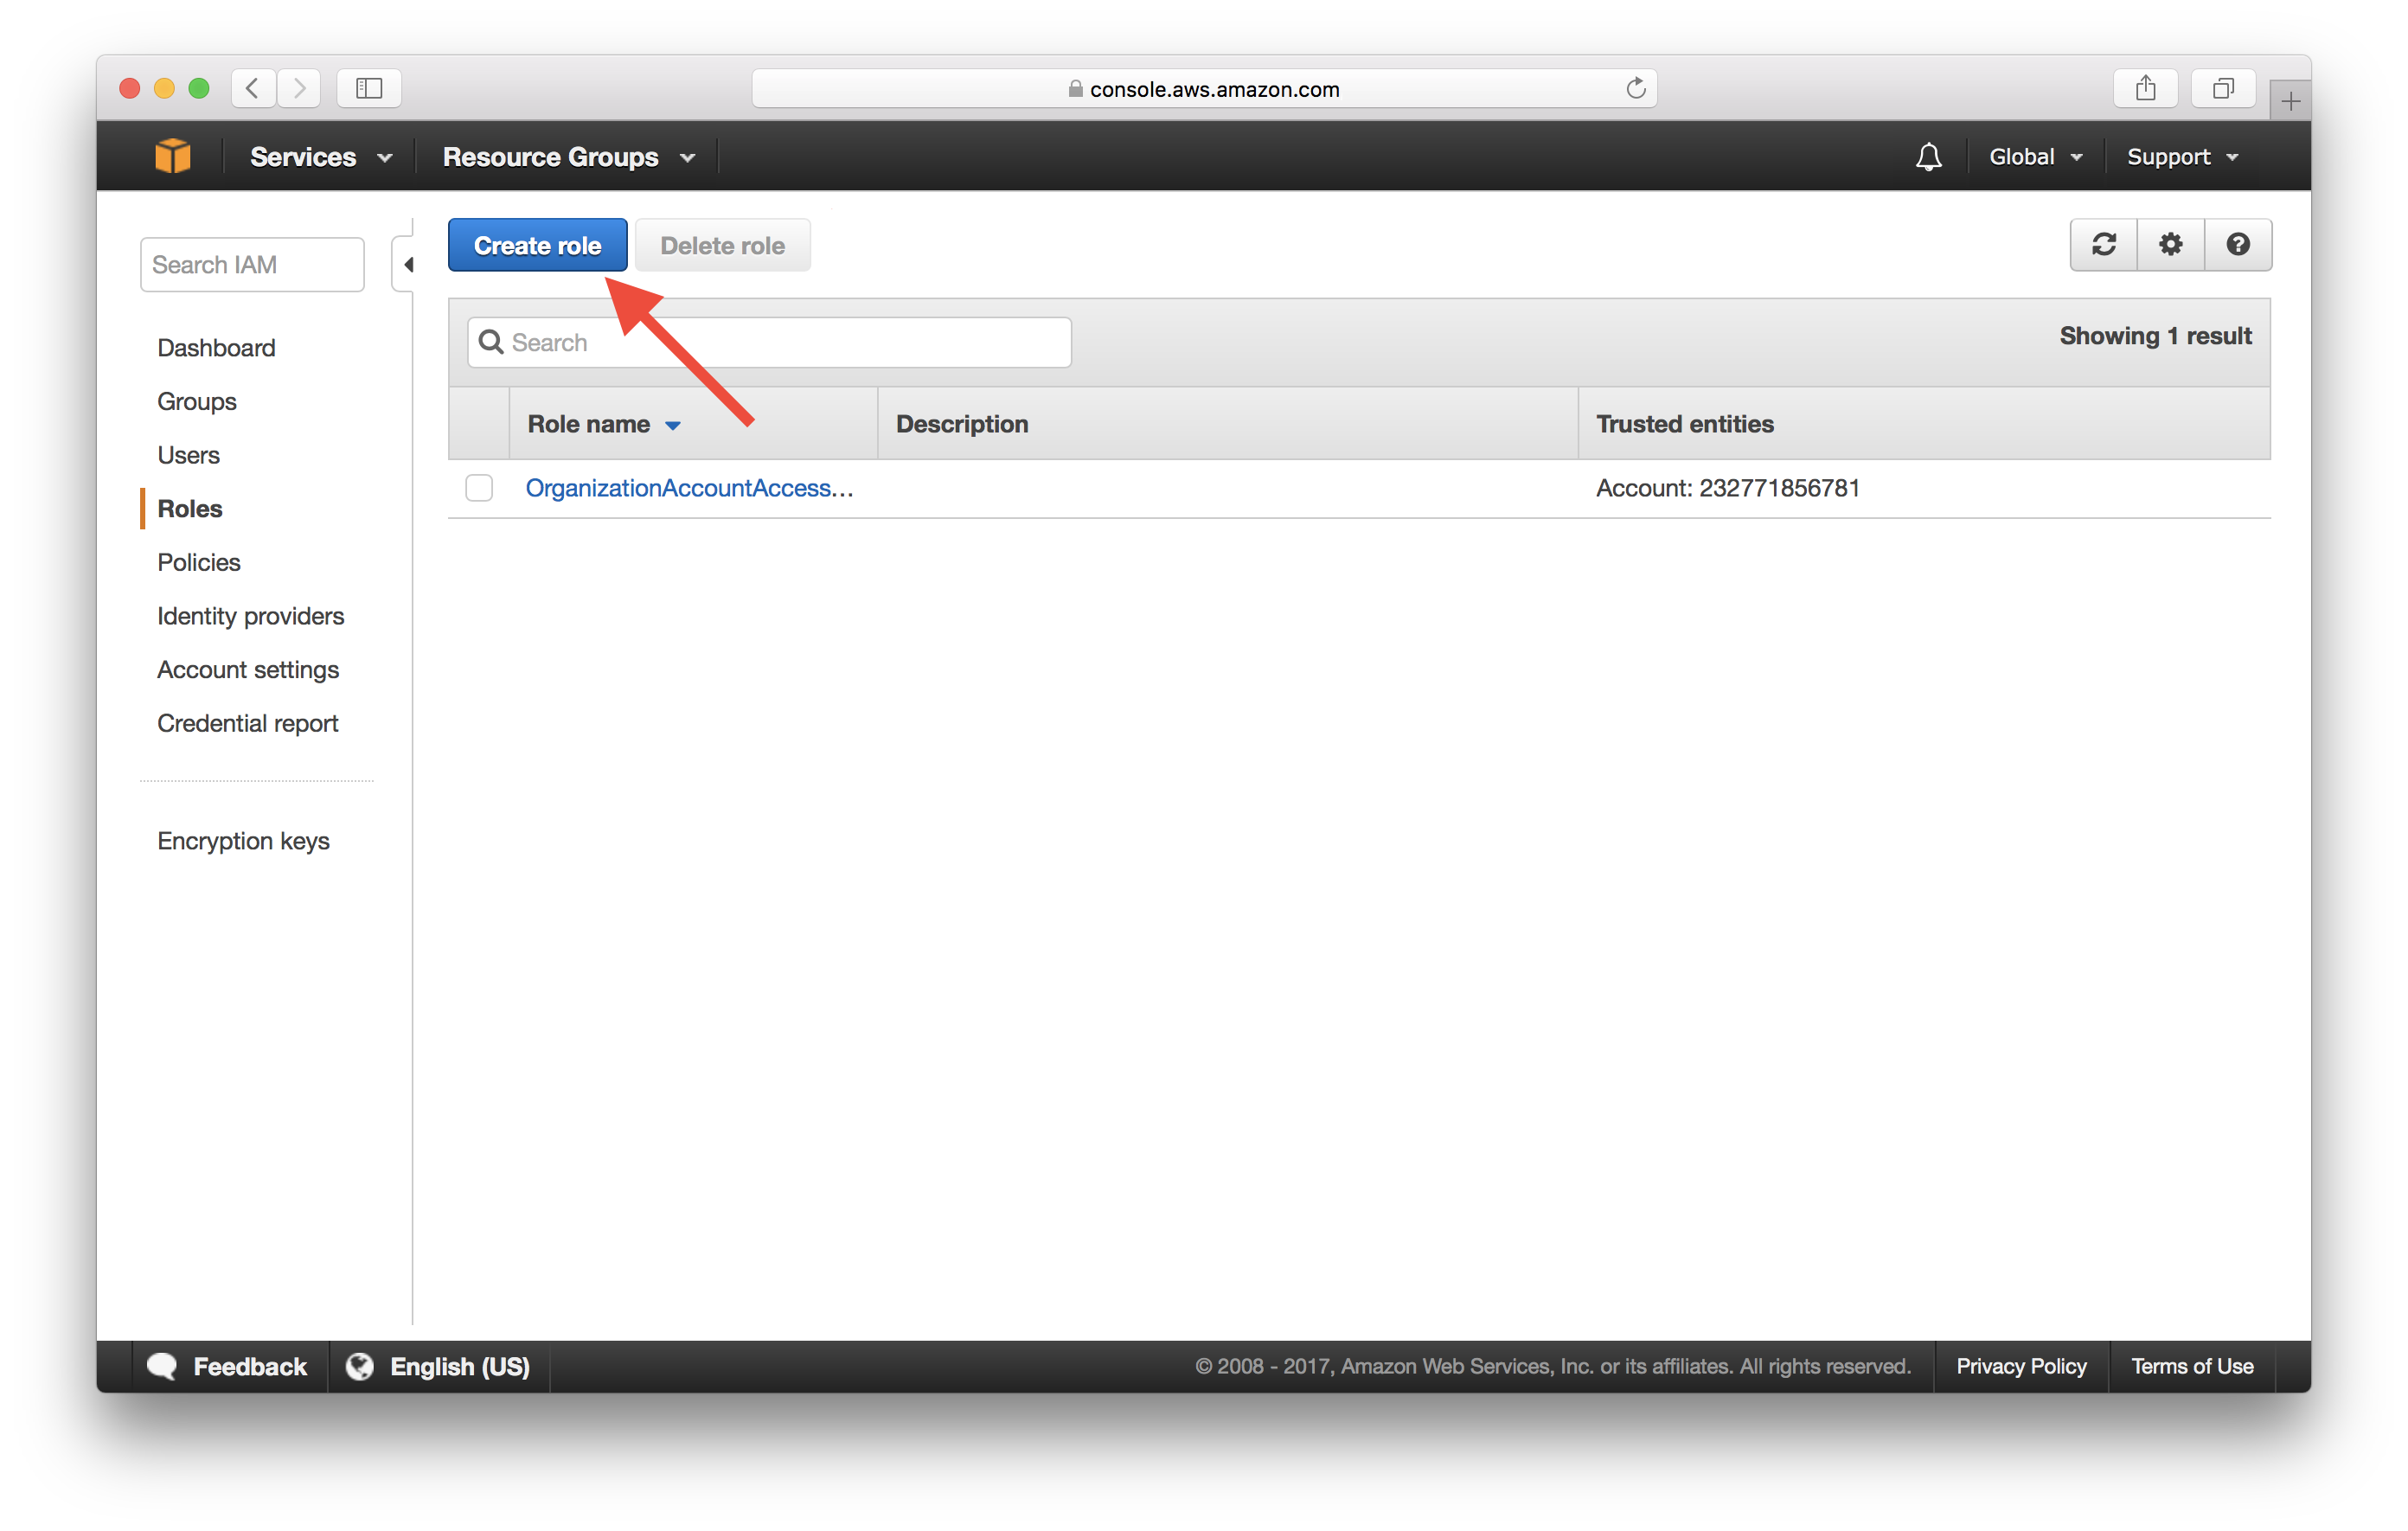 console.aws.amazon.com
Services
Resource Groups
Global
Support
Search IAM
Create role
Delete role
Dashboard
Groups
Users
Roles
Policies
Identity providers
Account settings
Credential report
Encryption keys
Search
Showing 1 result
Role name
Description
Trusted entities
OrganizationAccountAccess...
Account: 232771856781
Feedback
English (US)
© 2008 - 2017, Amazon Web Services, Inc. or its affiliates. All rights reserved.
Privacy Policy
Terms of Use